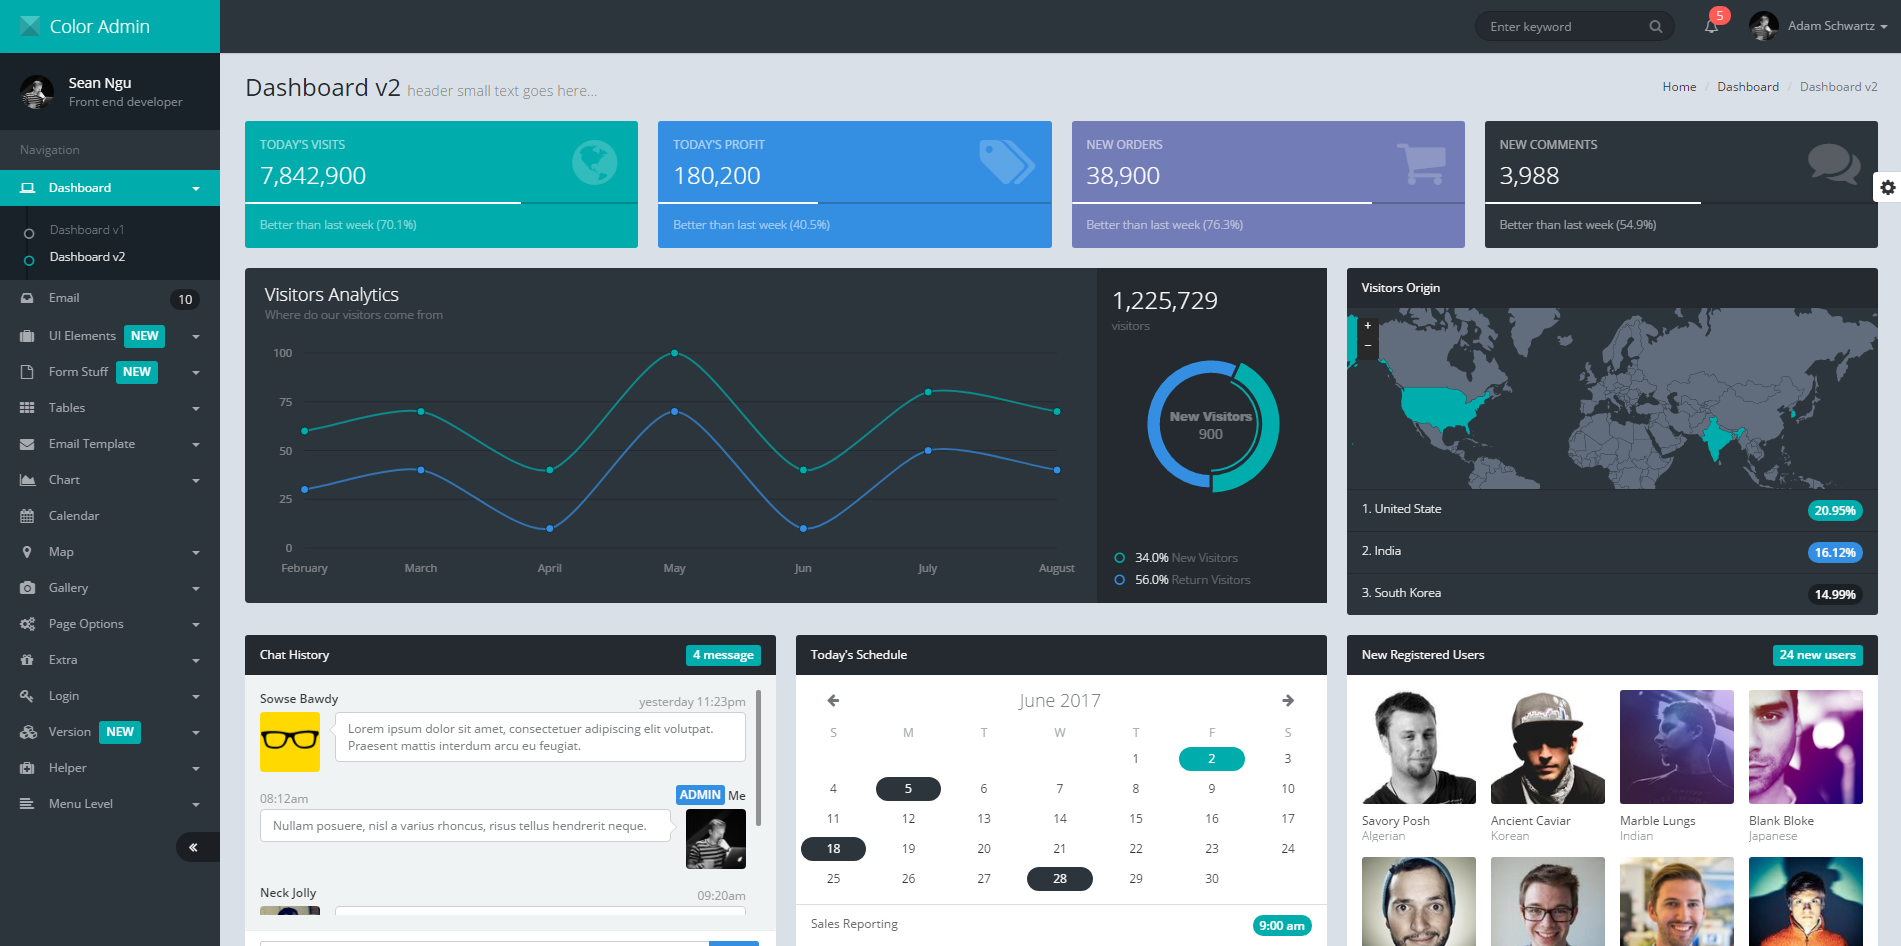 Color Admin
Enter keyword
5
Adam Schwartz
Sean Ngu
Front end developer
Navigation
Dashboard
Dashboard v1
Dashboard v2
Email 10
UI Elements NEW
Form Stuff NEW
Tables
Email Template
Chart
Calendar
Map
Gallery
Page Options
Extra
Login
Version NEW
Helper
Menu Level
Dashboard v2 header small text goes here...
Home / Dashboard / Dashboard v2
TODAY'S VISITS
7,842,900
Better than last week (70.1%)
TODAY'S PROFIT
180,200
Better than last week (40.5%)
NEW ORDERS
38,900
Better than last week (76.3%)
NEW COMMENTS
3,988
Better than last week (54.9%)
Visitors Analytics
Where do our visitors come from
100
75
50
25
0
February March April May Jun July August
1,225,729
visitors
New Visitors
900
34.0% New Visitors
56.0% Return Visitors
Visitors Origin
+
−
1. United State 20.95%
2. India 16.12%
3. South Korea 14.99%
Chat History 4 message
Sowse Bawdy yesterday 11:23pm
Lorem ipsum dolor sit amet, consectetuer adipiscing elit volutpat.
Praesent mattis interdum arcu eu feugiat.
08:12am ADMIN Me
Nullam posuere, nisl a varius rhoncus, risus tellus hendrerit neque.
Neck Jolly 09:20am
Today's Schedule
June 2017
S M T W T F S
1 2 3
4 5 6 7 8 9 10
11 12 13 14 15 16 17
18 19 20 21 22 23 24
25 26 27 28 29 30
Sales Reporting 9:00 am
New Registered Users 24 new users
Savory Posh Ancient Caviar Marble Lungs Blank Bloke
Algerian Korean Indian Japanese